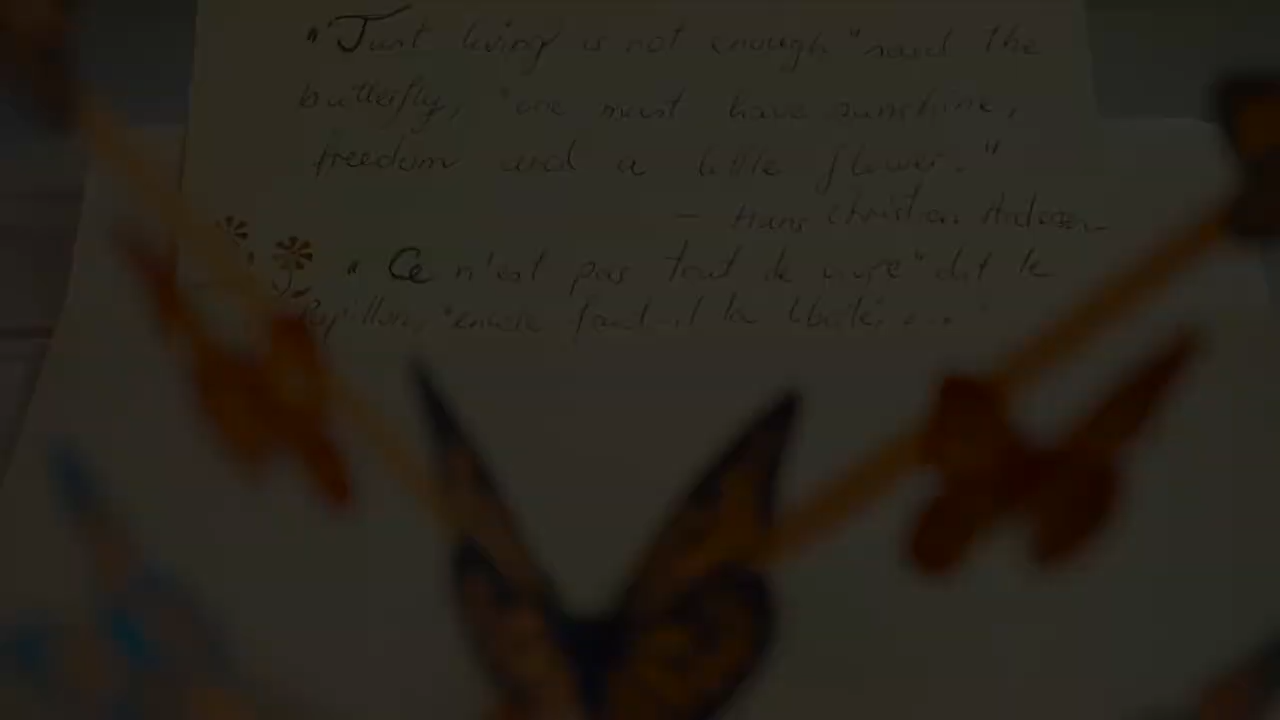 "Just living is not enough" said the
butterfly, "one must have sunshine,
freedom and a little flower."
— Hans Christian Andersen
" Ce n'est pas tout de vivre" dit le
Papillon, "encore faut-il la liberté, ...